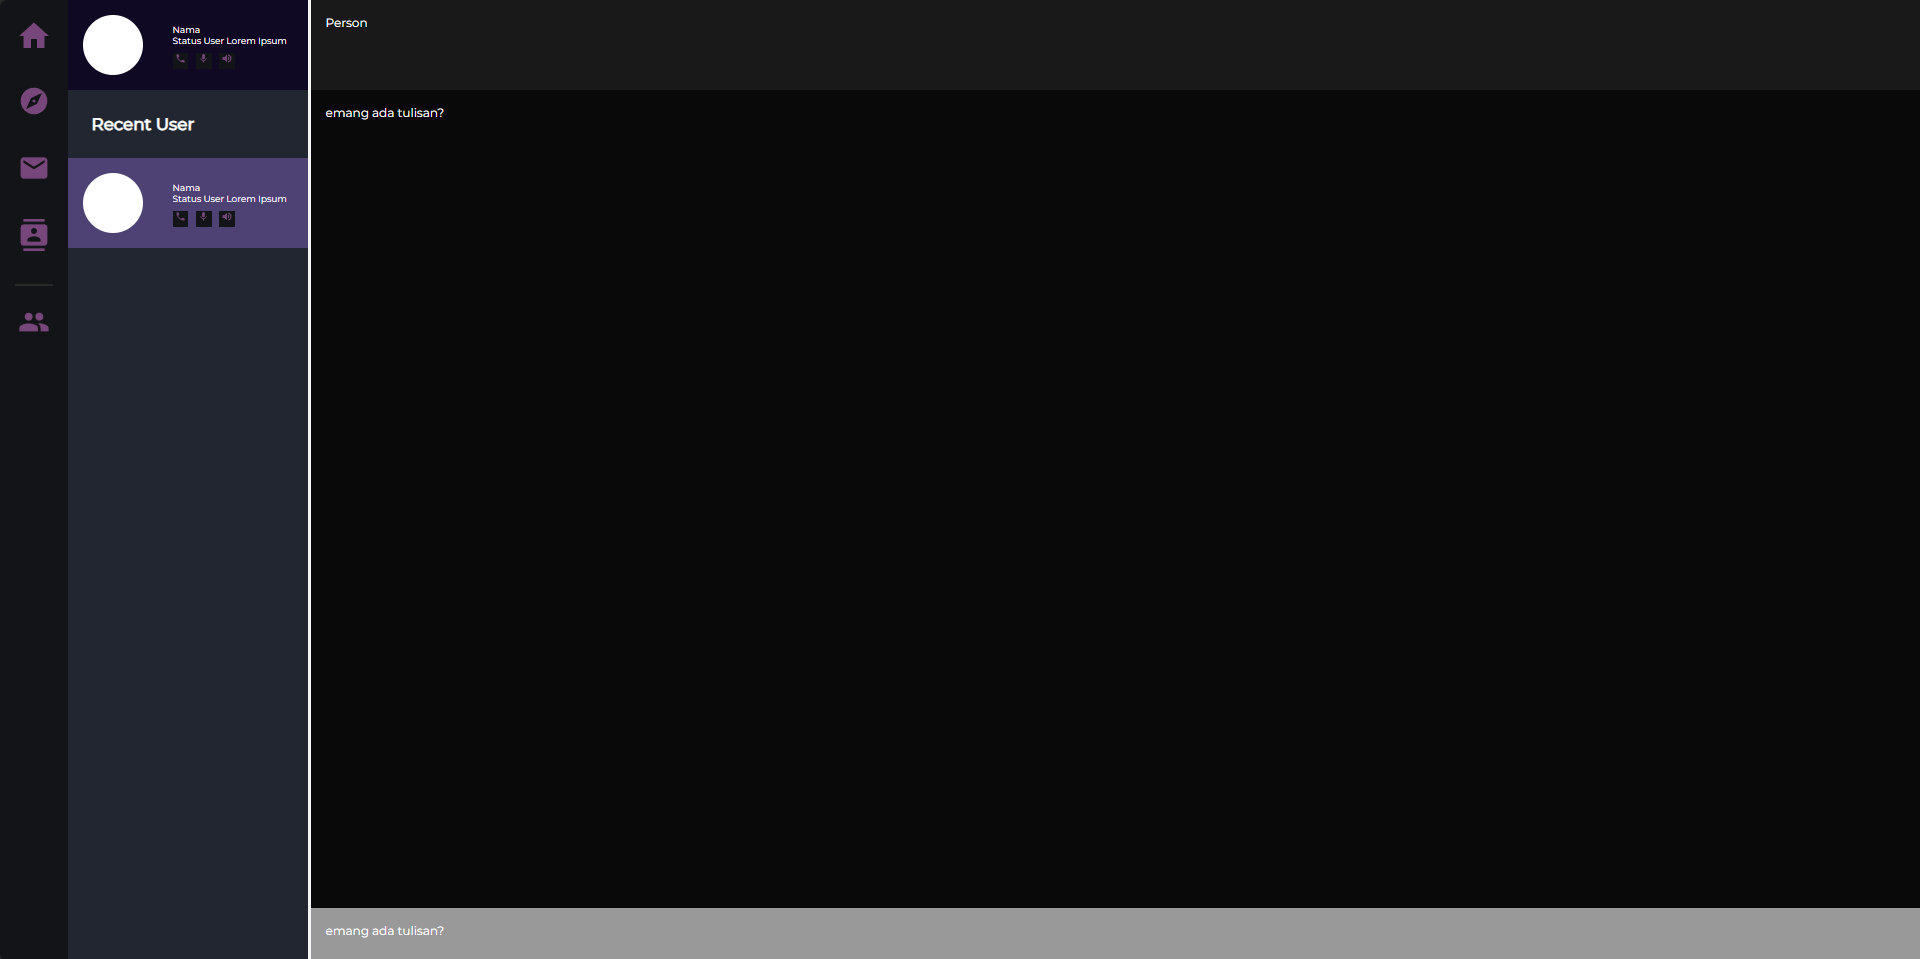 Nama
Status User Lorem Ipsum
Recent User
Nama
Status User Lorem Ipsum
Person
emang ada tulisan?
emang ada tulisan?